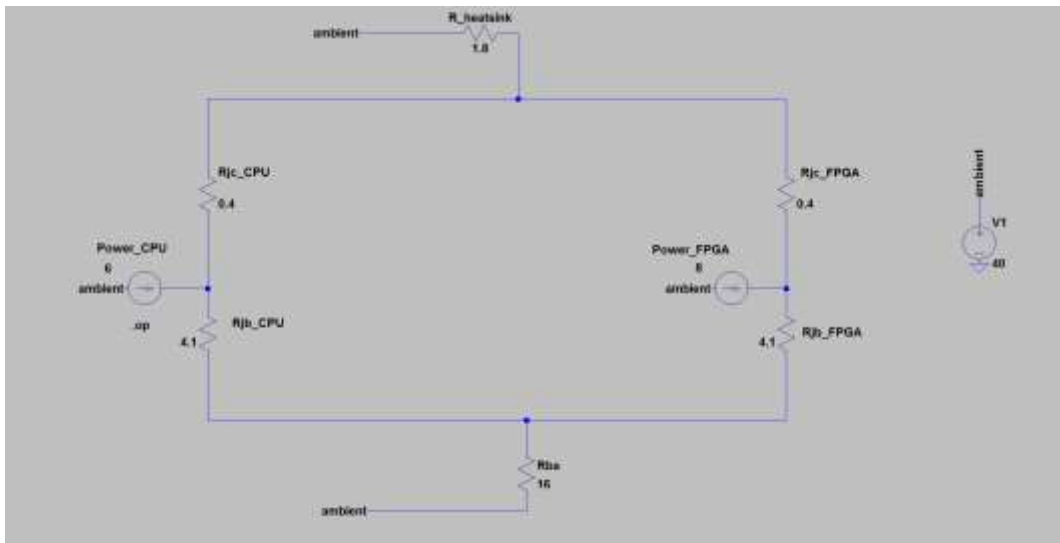 R_heatsink
ambient
1.8
Rjc_CPU
0.4
Rjc_FPGA
0.4
ambient
V1
40
Power_CPU
6
ambient
.op
Power_FPGA
8
ambient
Rjb_CPU
4.1
Rjb_FPGA
4.1
Rba
16
ambient